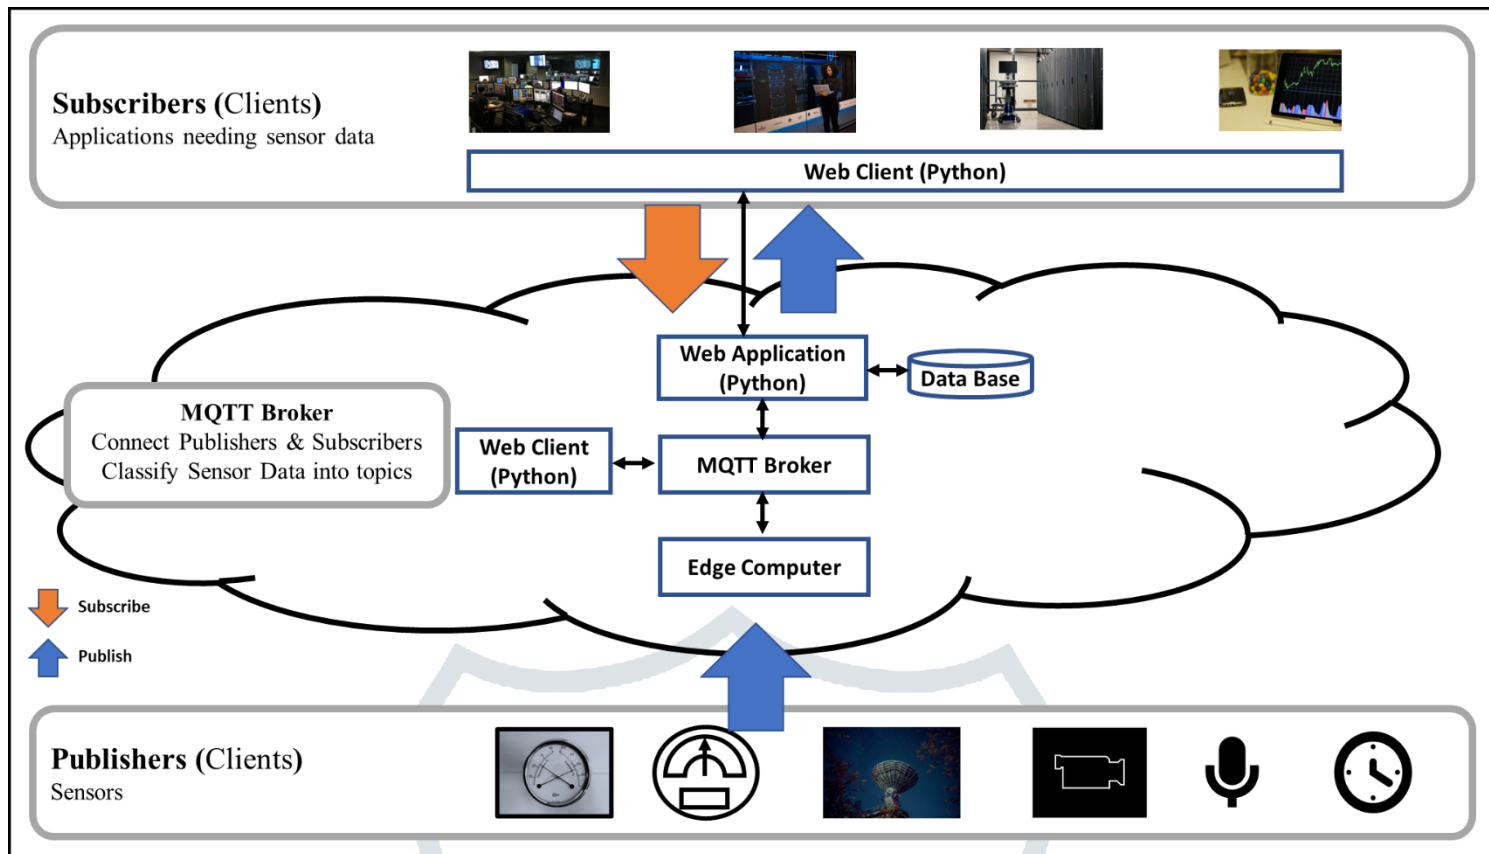 Subscribers (Clients)
Applications needing sensor data
Web Client (Python)
Web Application
(Python)
Data Base
MQTT Broker
Connect Publishers & Subscribers
Classify Sensor Data into topics
Web Client
(Python)
MQTT Broker
Edge Computer
Subscribe
Publish
Publishers (Clients)
Sensors